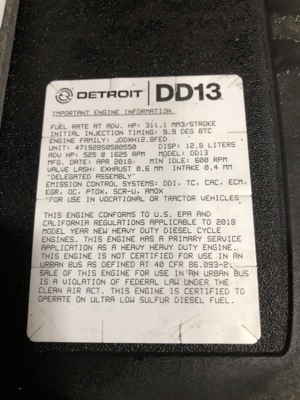 DETROIT DD13
IMPORTANT ENGINE INFORMATION
FUEL RATE AT ADV. HP: 311.1 MM3/STROKE
INITIAL INJECTION TIMING: 9.9 DEG BTC
ENGINE FAMILY: JDDXH12.8FED
UNIT: 471928S0580550 DISP: 12.8 LITERS
ADV HP: 525 @ 1625 RPM MODEL: DD13
MFG. DATE: APR 2018: MIN IDLE: 600 RPM
VALVE LASH: EXHAUST 0.6 MM INTAKE 0.4 MM
"DELEGATED ASSEMBLY"
EMISSION CONTROL SYSTEMS: DDI, TC, CAC, ECM,
EGR, OC, PTOX, SCR-U, AMOX
"FOR USE IN VOCATIONAL OR TRACTOR VEHICLES"
THIS ENGINE CONFORMS TO U.S. EPA AND
CALIFORNIA REGULATIONS APPLICABLE TO 2018
MODEL YEAR NEW HEAVY DUTY DIESEL CYCLE
ENGINES. THIS ENGINE HAS A PRIMARY SERVICE
APPLICATION AS A HEAVY HEAVY DUTY ENGINE.
THIS ENGINE IS NOT CERTIFIED FOR USE IN AN
URBAN BUS AS DEFINED AT 40 CFR 86.093-2.
SALE OF THIS ENGINE FOR USE IN AN URBAN BUS
IS A VIOLATION OF FEDERAL LAW UNDER THE
CLEAN AIR ACT. THIS ENGINE IS CERTIFIED TO
OPERATE ON ULTRA LOW SULFUR DIESEL FUEL.